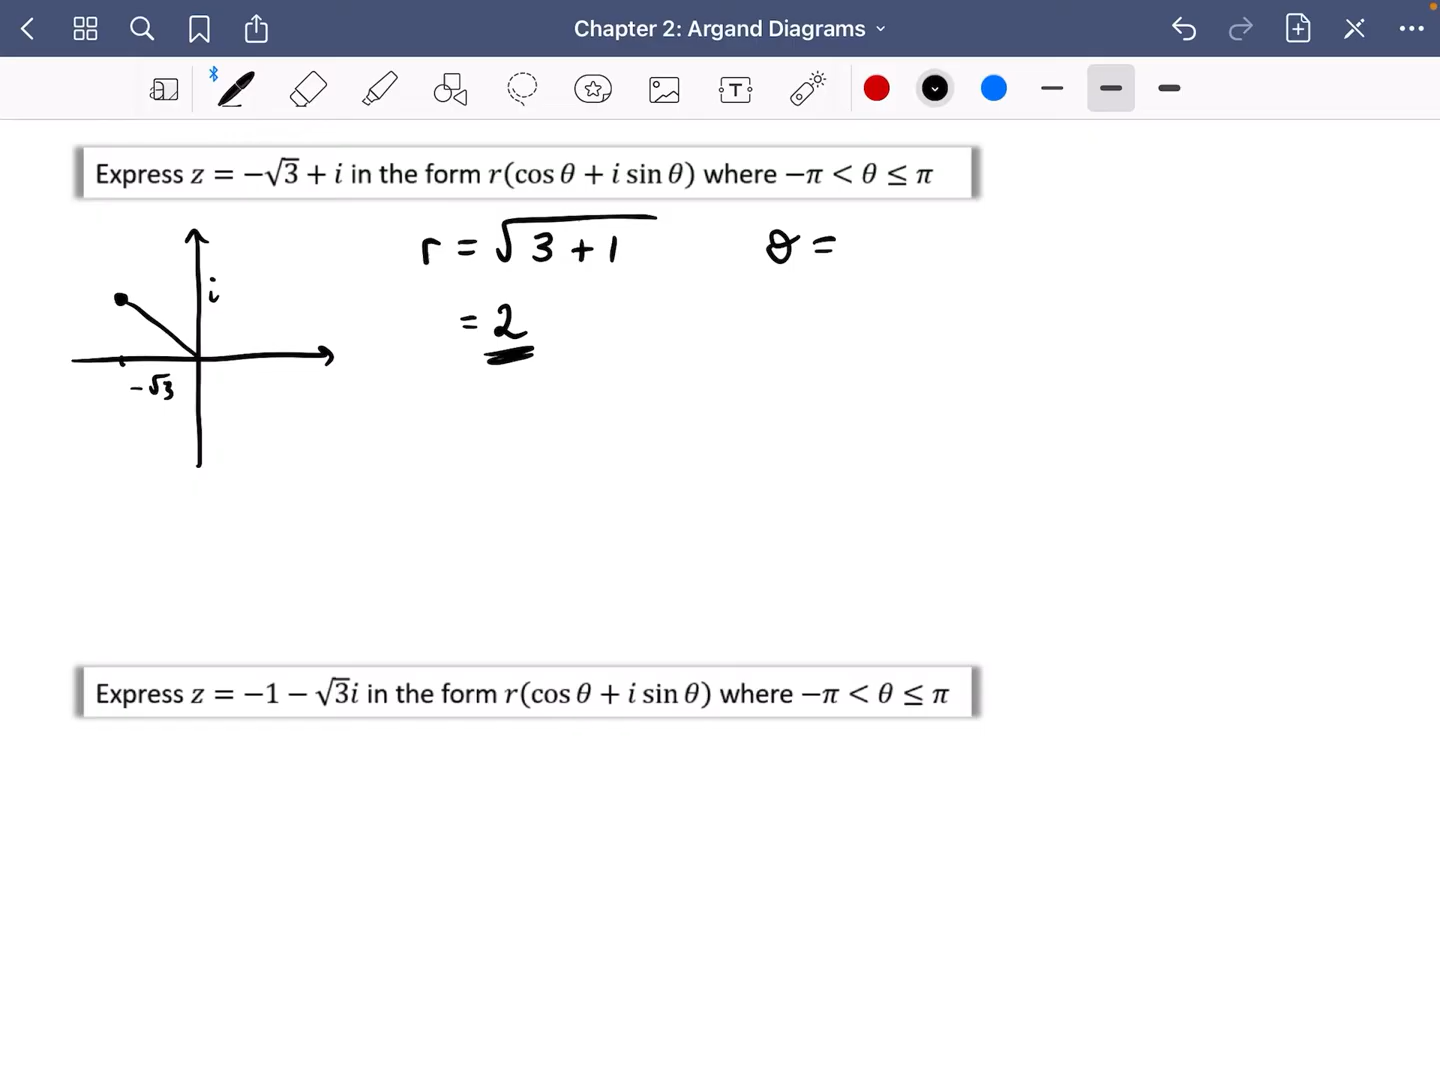 Chapter 2: Argand Diagrams
Express z = −√3 + i in the form r(cos θ + i sin θ) where −π < θ ≤ π
r = √3 + 1
θ =
i
= 2
-√3
Express z = −1 − √3i in the form r(cos θ + i sin θ) where −π < θ ≤ π